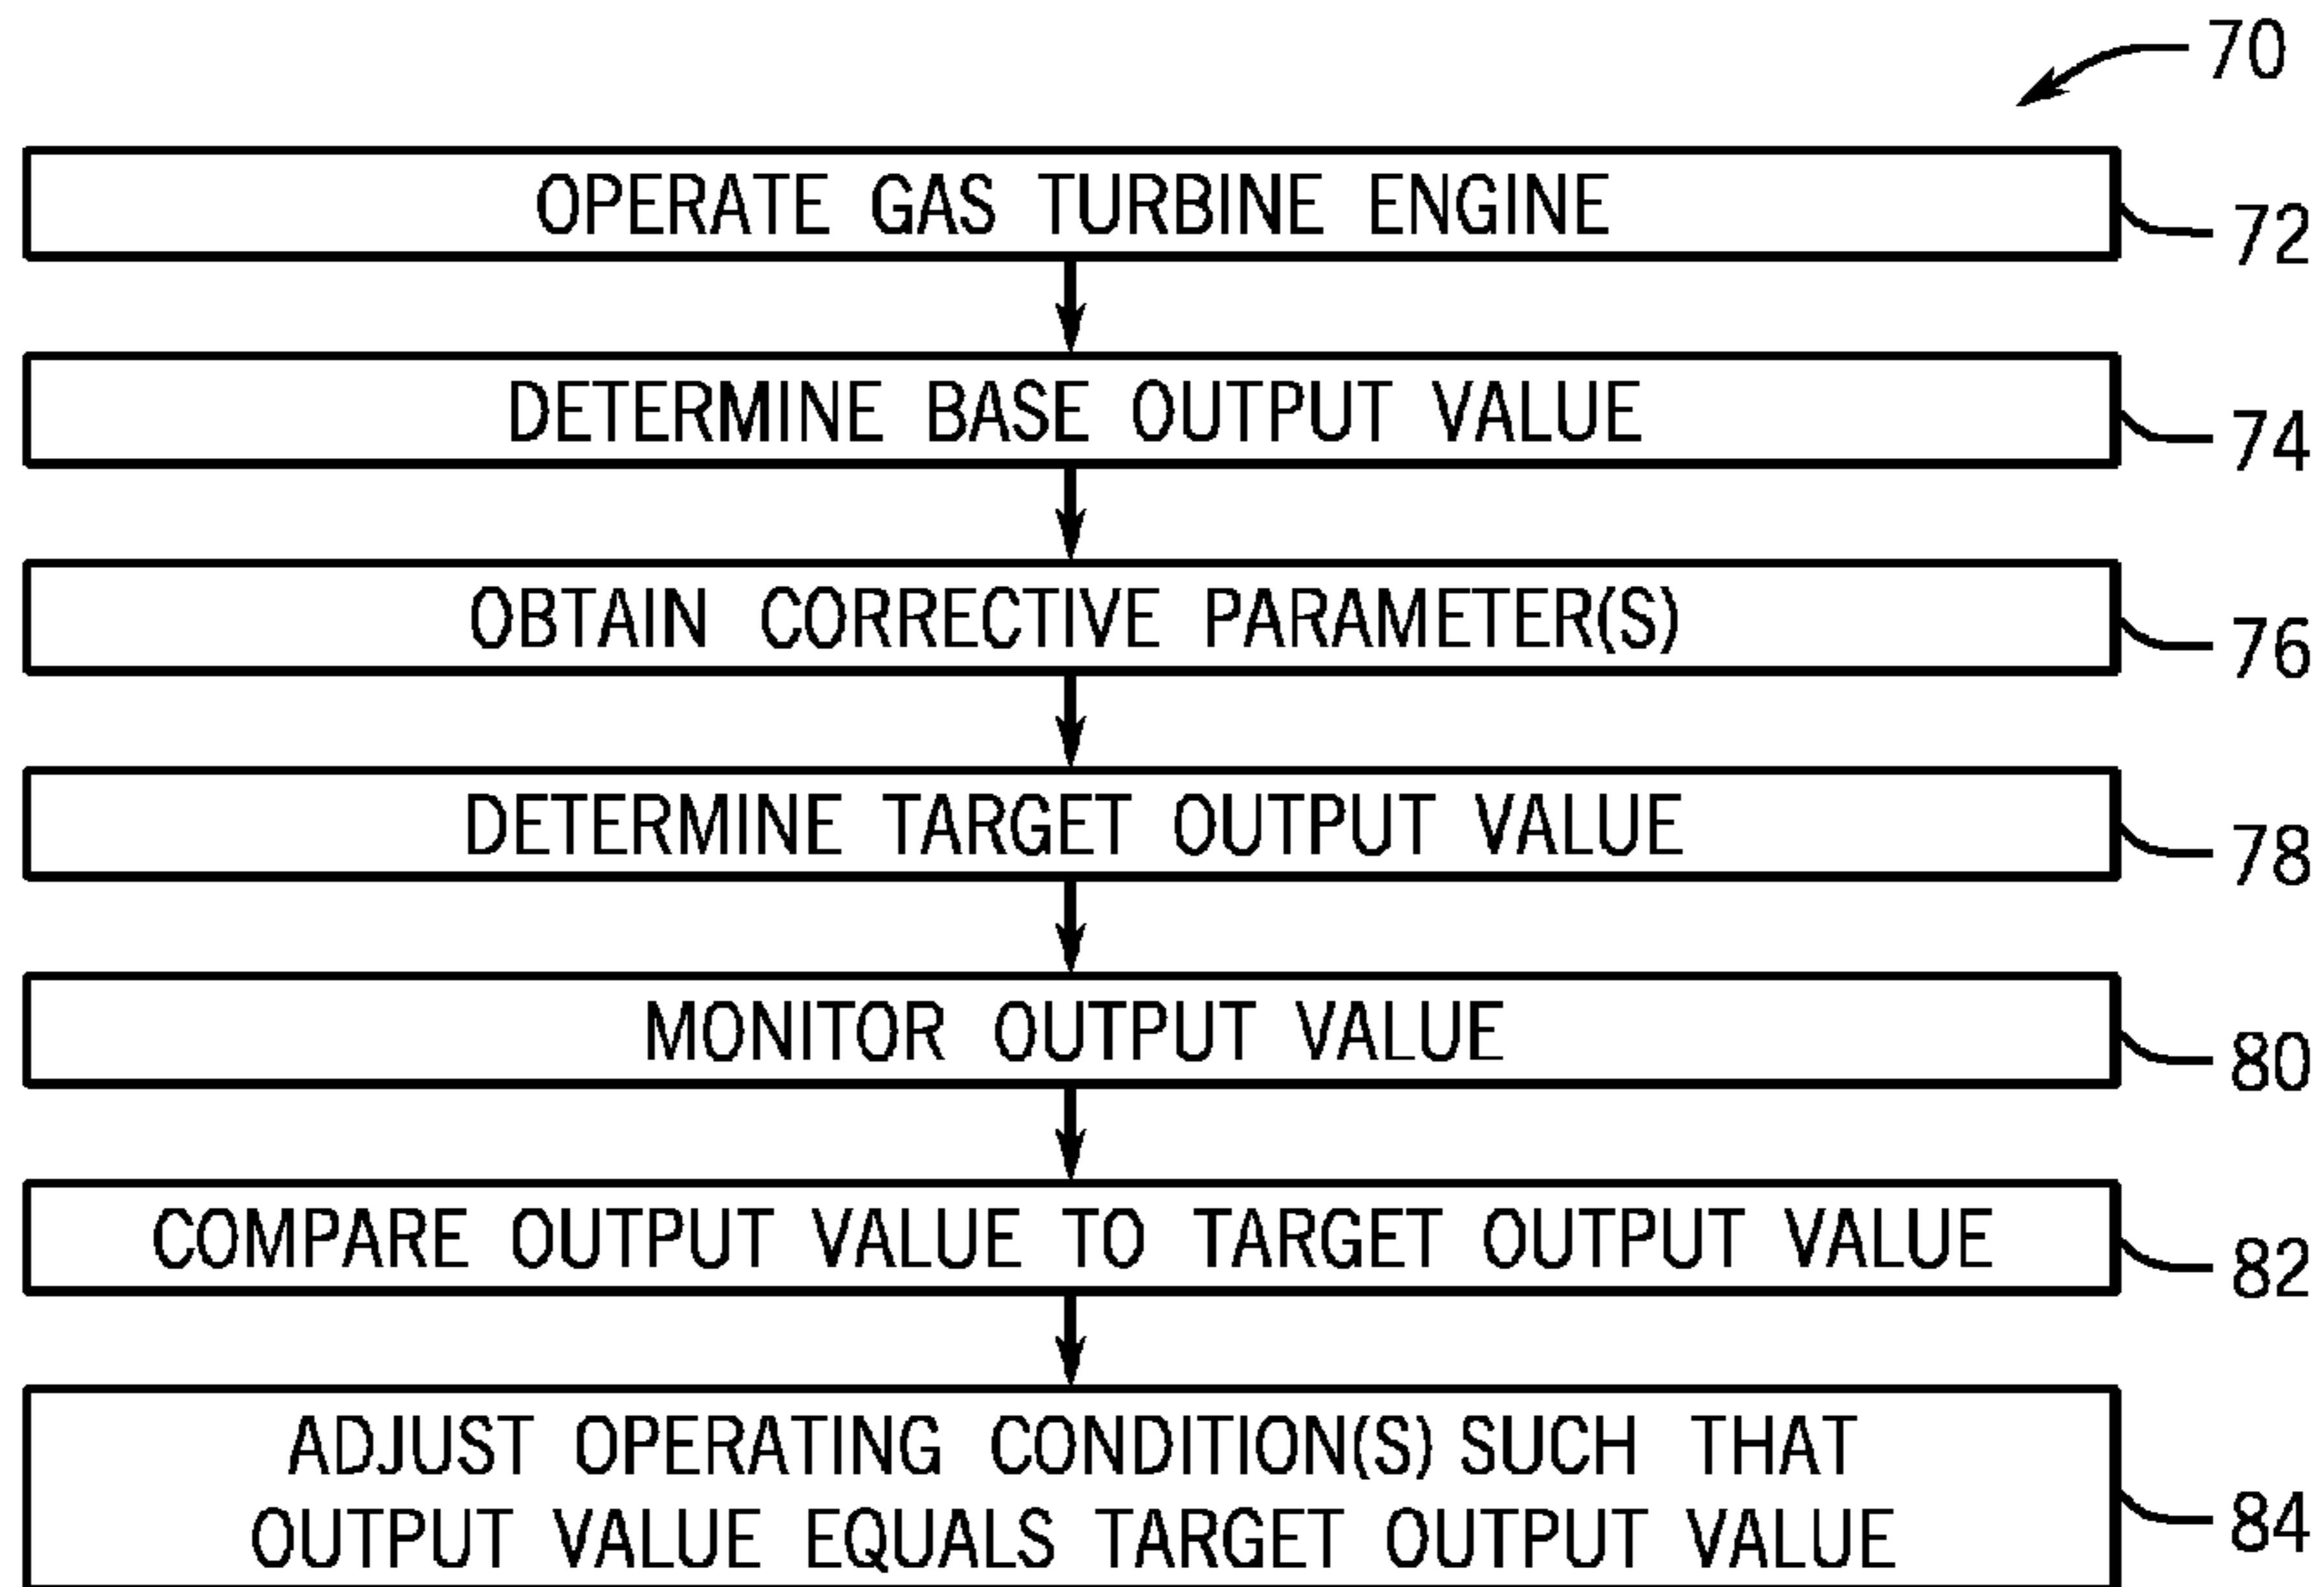 70
OPERATE GAS TURBINE ENGINE
72
DETERMINE BASE OUTPUT VALUE
74
OBTAIN CORRECTIVE PARAMETER(S)
76
DETERMINE TARGET OUTPUT VALUE
78
MONITOR OUTPUT VALUE
80
COMPARE OUTPUT VALUE TO TARGET OUTPUT VALUE
82
ADJUST OPERATING CONDITION(S) SUCH THAT
OUTPUT VALUE EQUALS TARGET OUTPUT VALUE
84